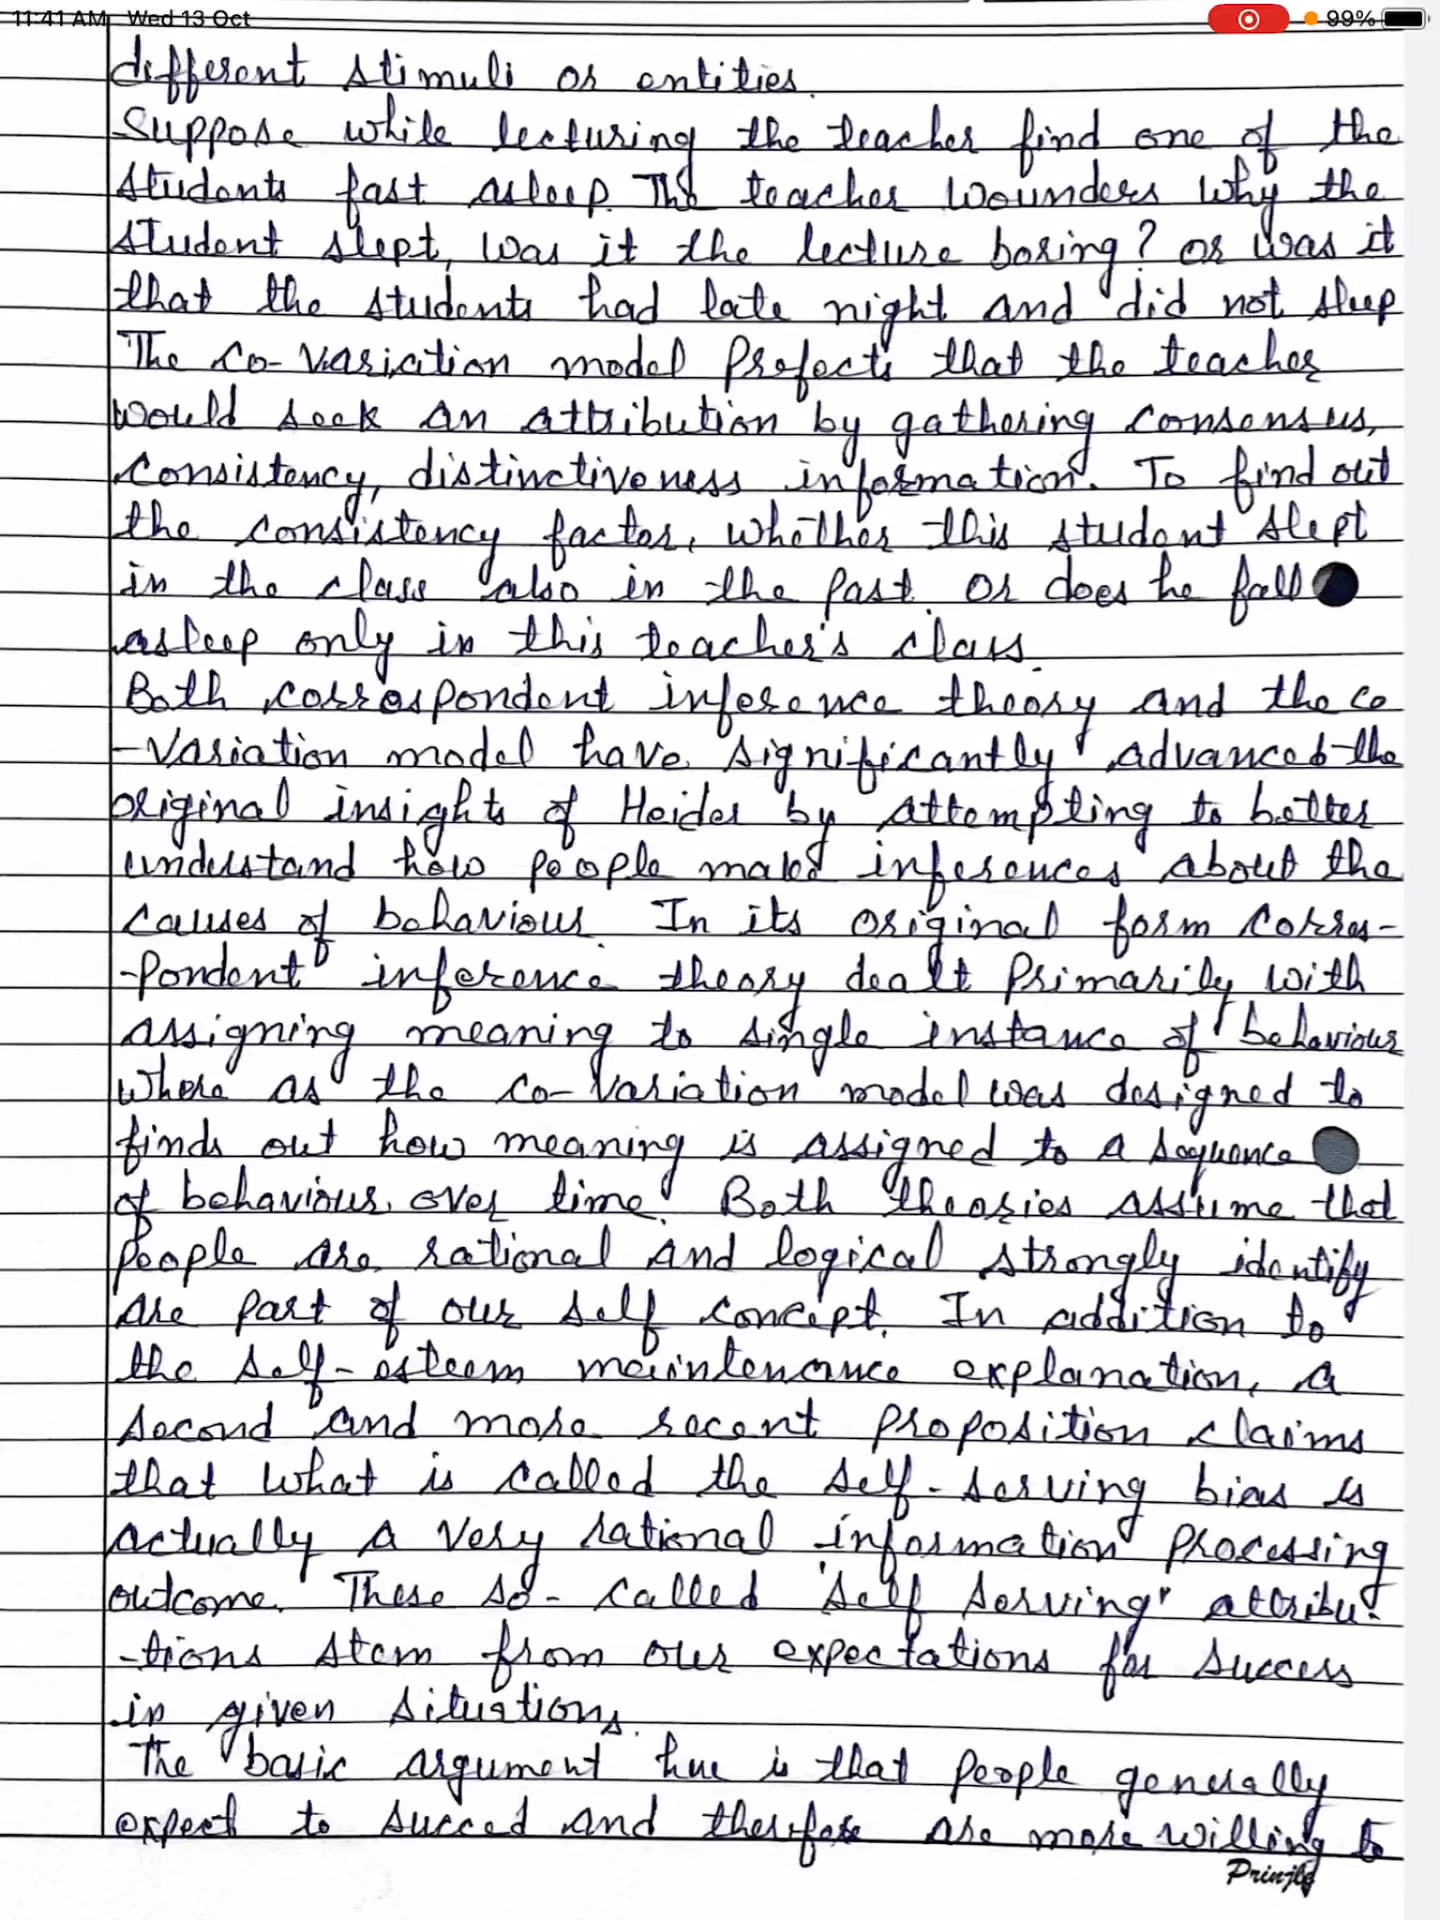 11:41 AM Wed 13 Oct 99%
different stimuli or entities.
Suppose while lecturing the teacher find one of the
students fast asleep. The teacher wounders why the
student slept, was it the lecture boring? or was it
that the students had late night and did not sleep
The co-variation model Prefects that the teacher
would seek an attribution by gathering consensus,
consistency, distinctiveness information. To find out
the consistency factor, whether this student slept
in the class also in the past or does he fall
asleep only in this teacher's class.
Both correspondent inference theory and the co
-variation model have significantly advanced the
original insights of Heider by attempting to better
understand how people make inferences about the
causes of behaviour. In its original form Corres-
-pondent inference theory dealt Primarily with
assigning meaning to single instance of behaviour
where as the co-variation model was designed to
finds out how meaning is assigned to a sequence
of behaviour over time. Both theories assume that
people are rational and logical strongly identify
are part of our self concept. In addition to
the self-esteem maintenance explanation, a
second and more recent proposition claims
that what is called the self-serving bias is
actually a very rational information processing
outcome. These so-called 'self serving" attribu-
-tions stem from our expectations for success
in given situations.
The basic argument hue is that people generally
expect to succed and therefore are more willing to
Pringle